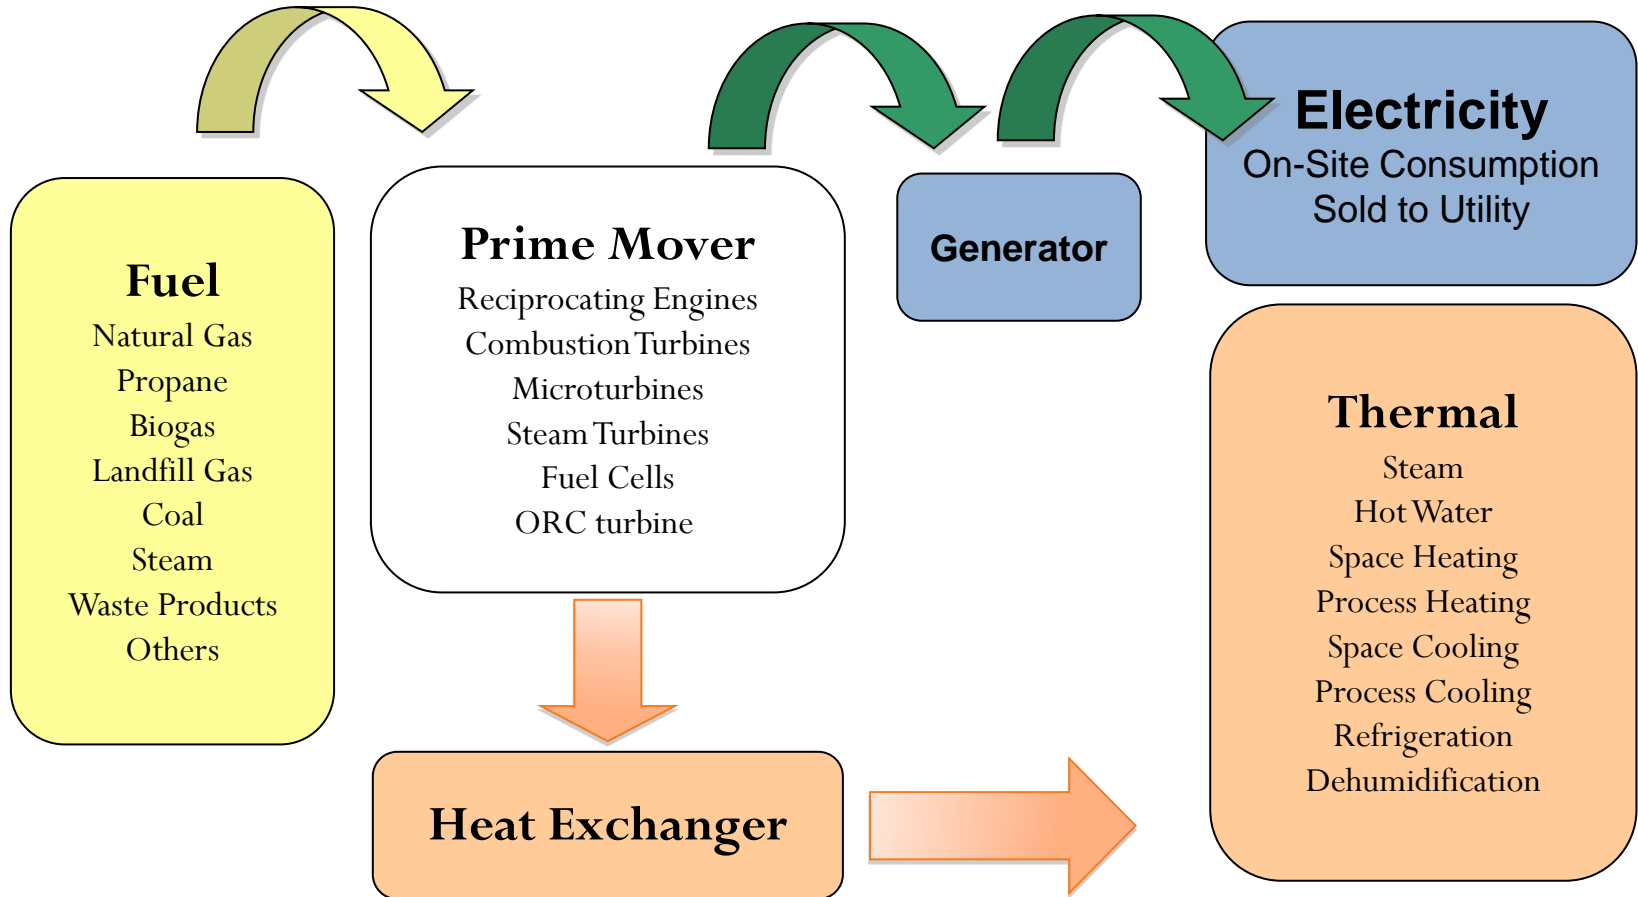 Fuel
Natural Gas
Propane
Biogas
Landfill Gas
Coal
Steam
Waste Products
Others
Prime Mover
Reciprocating Engines
Combustion Turbines
Microturbines
Steam Turbines
Fuel Cells
ORC turbine
Generator
Electricity
On-Site Consumption
Sold to Utility
Heat Exchanger
Thermal
Steam
Hot Water
Space Heating
Process Heating
Space Cooling
Process Cooling
Refrigeration
Dehumidification